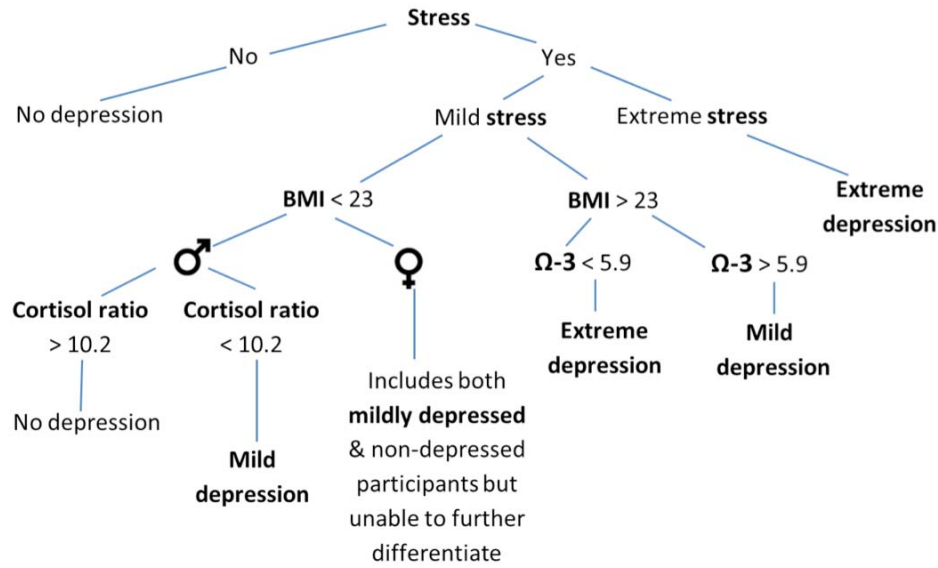 Stress
No
Yes
No depression
Mild stress
Extreme stress
BMI < 23
BMI > 23
Extreme
depression
♂
♀
Ω-3 < 5.9
Ω-3 > 5.9
Cortisol ratio
> 10.2
Cortisol ratio
< 10.2
Extreme
depression
Mild
depression
No depression
Mild
depression
Includes both
mildly depressed
& non-depressed
participants but
unable to further
differentiate